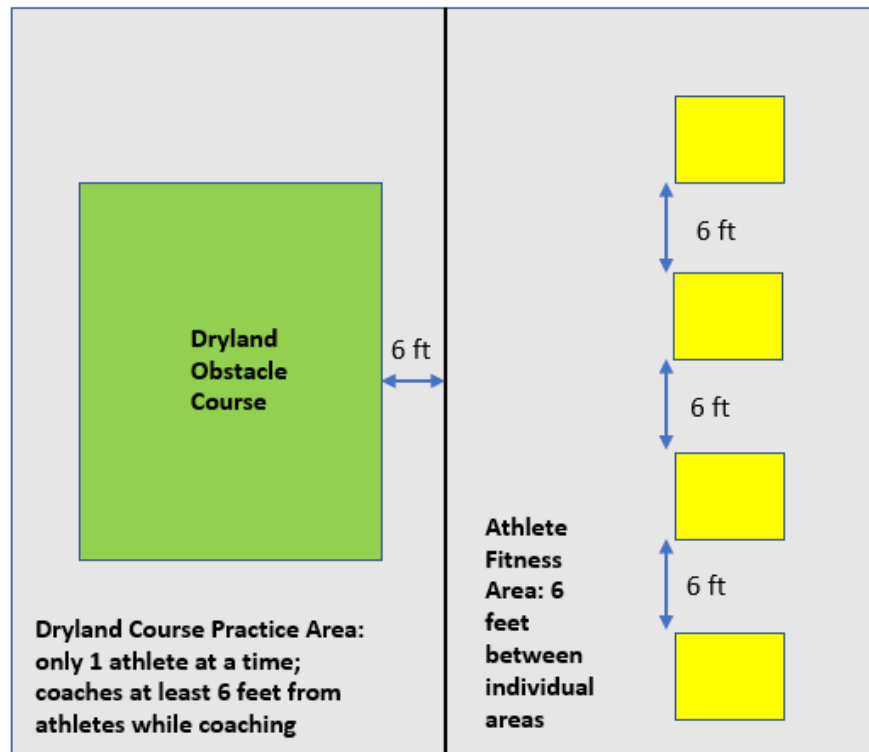 6 ft
Dryland
Obstacle
Course
6 ft
6 ft
6 ft
Dryland Course Practice Area:
only 1 athlete at a time;
coaches at least 6 feet from
athletes while coaching
Athlete
Fitness
Area: 6
feet
between
individual
areas